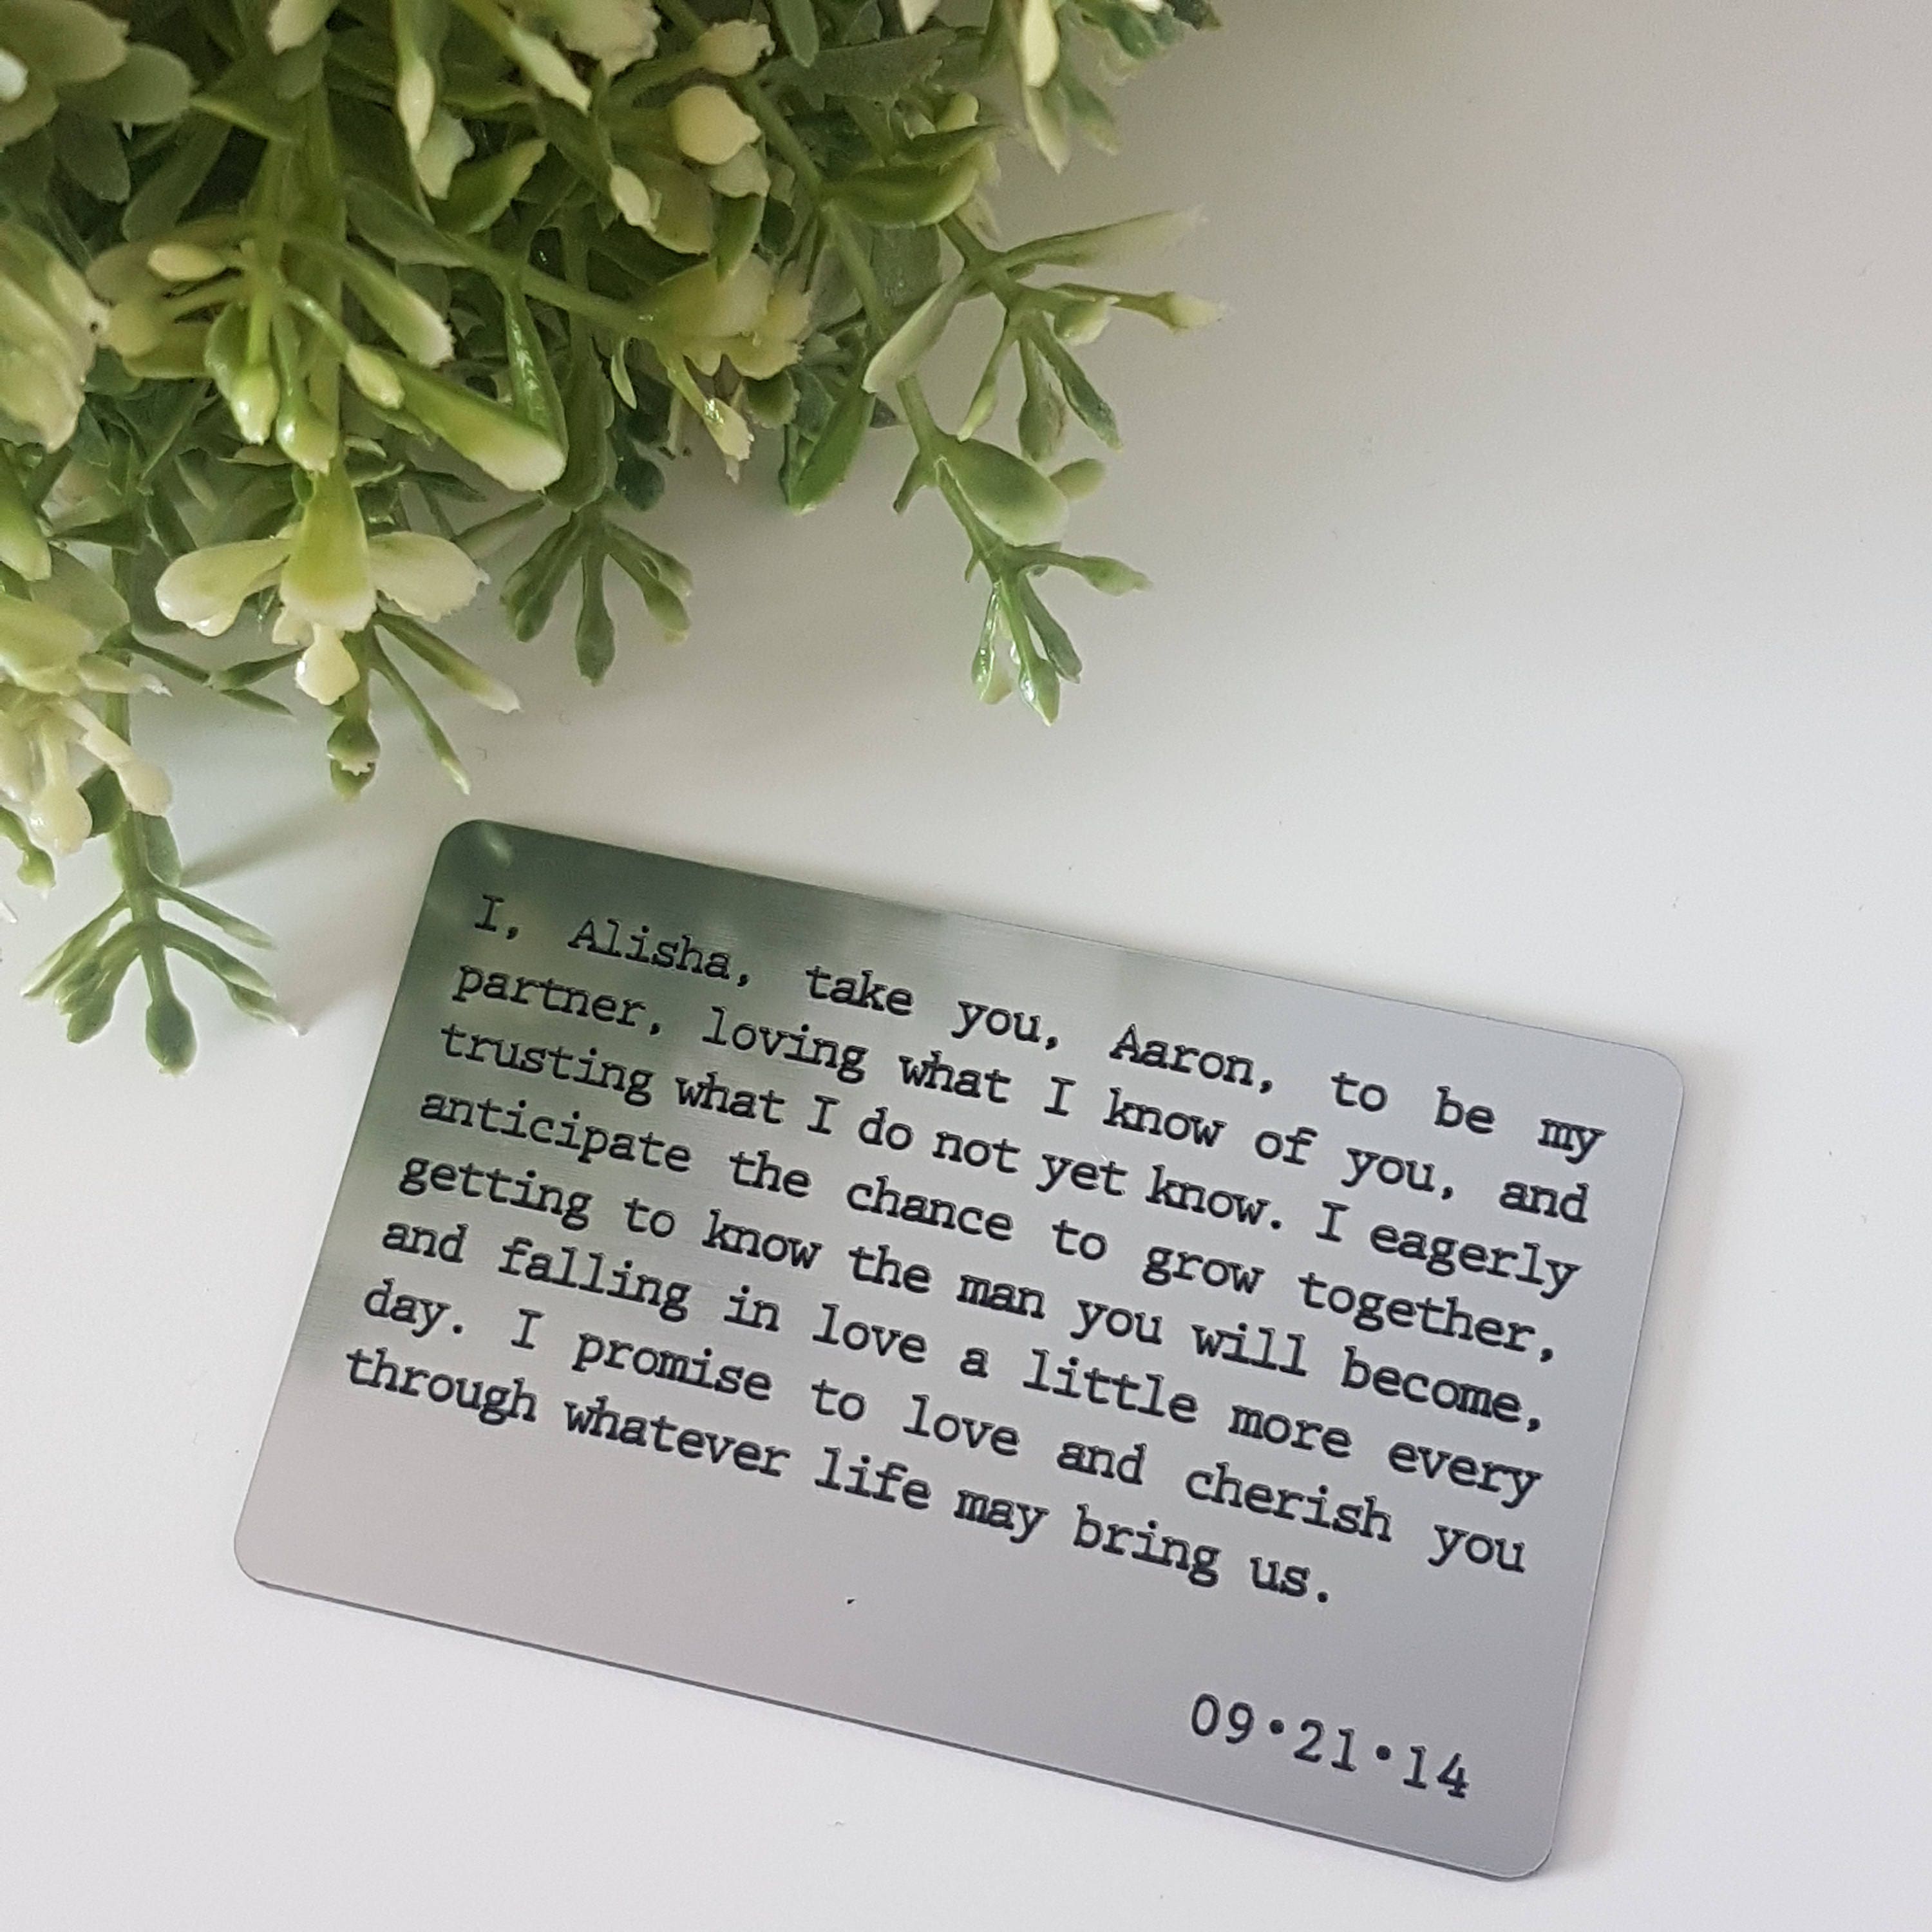 I, Alisha, take you, Aaron, to be my
partner, loving what I know of you, and
trusting what I do not yet know. I eagerly
anticipate the chance to grow together,
getting to know the man you will become,
and falling in love a little more every
day. I promise to love and cherish you
through whatever life may bring us.
09•21•14